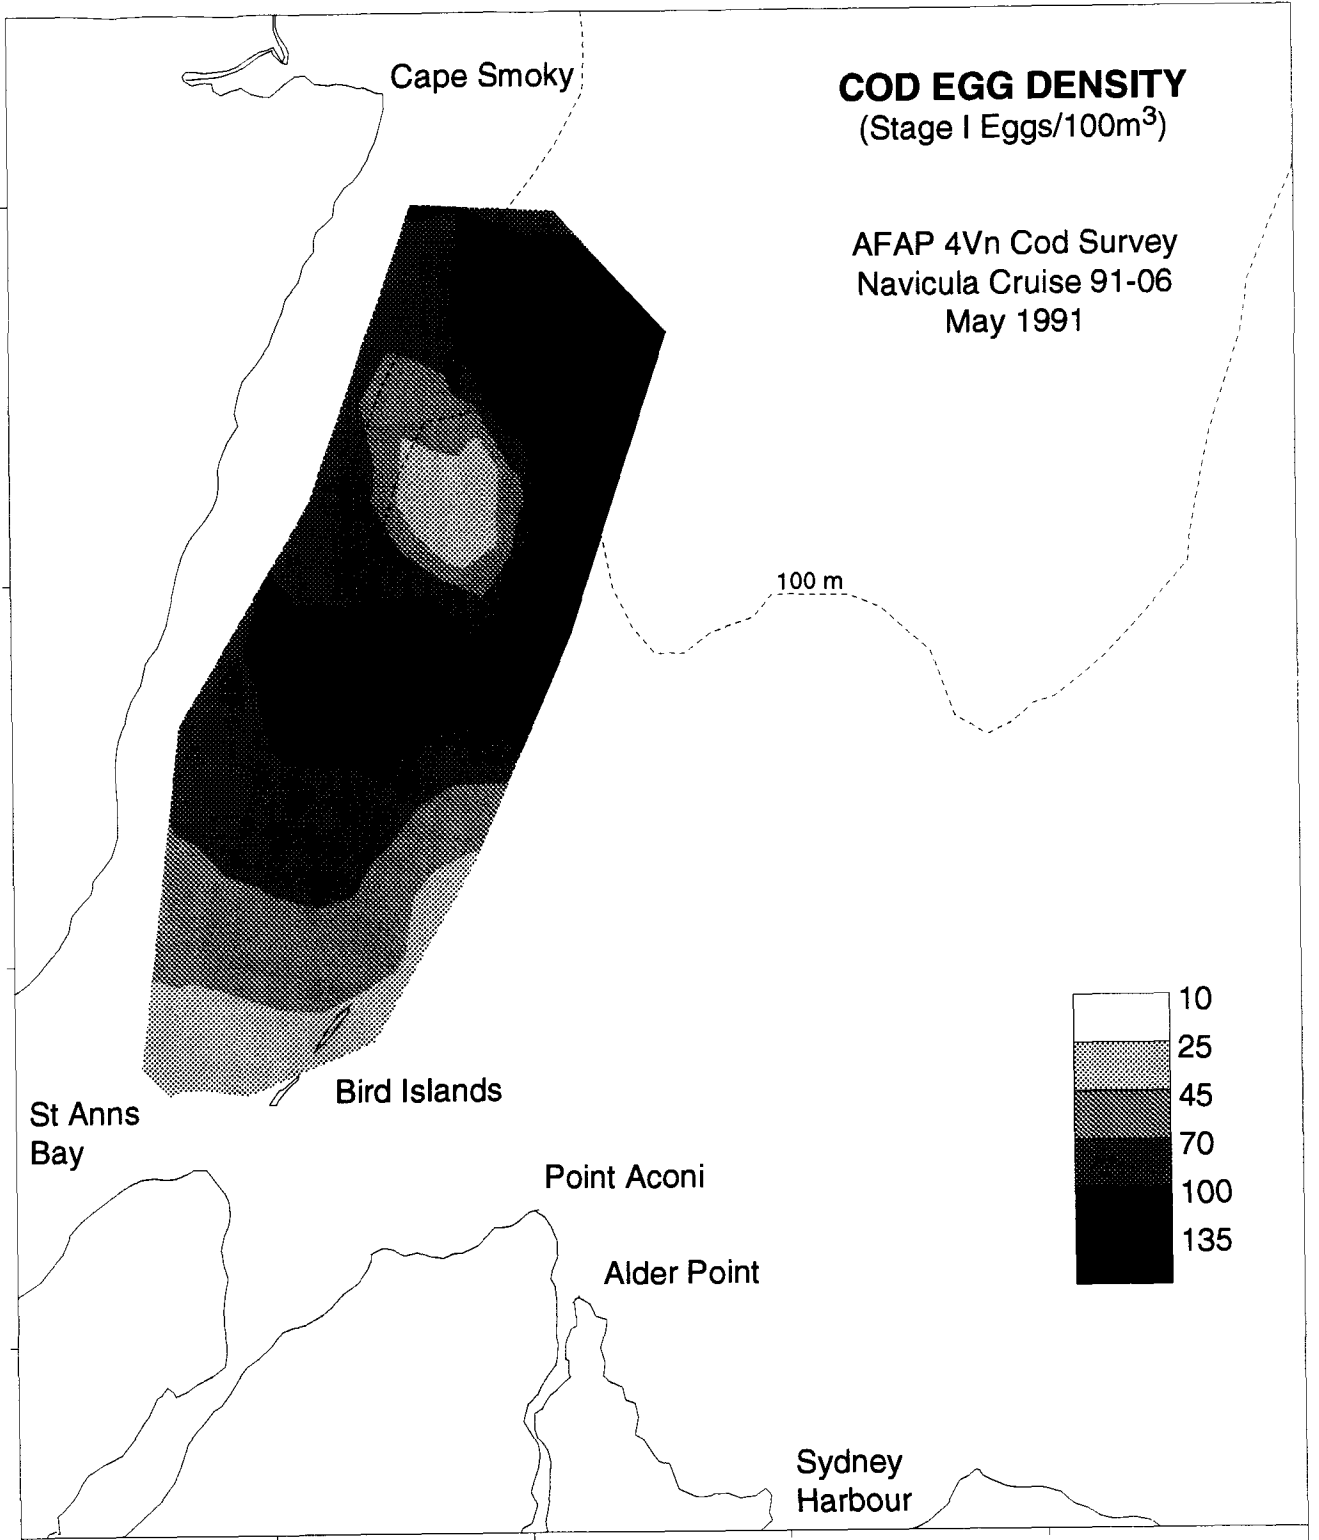 Cape Smoky
COD EGG DENSITY
(Stage I Eggs/100m³)
AFAP 4Vn Cod Survey
Navicula Cruise 91-06
May 1991
100 m
10
25
45
70
100
135
Bird Islands
St Anns
Bay
Point Aconi
Alder Point
Sydney
Harbour